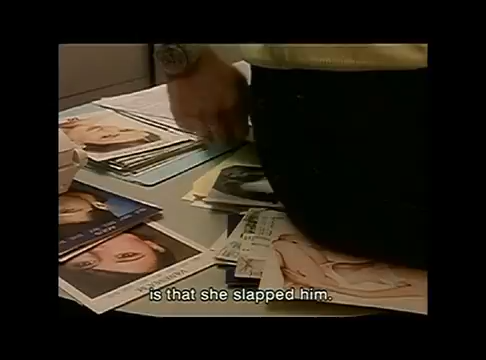 is that she slapped him.